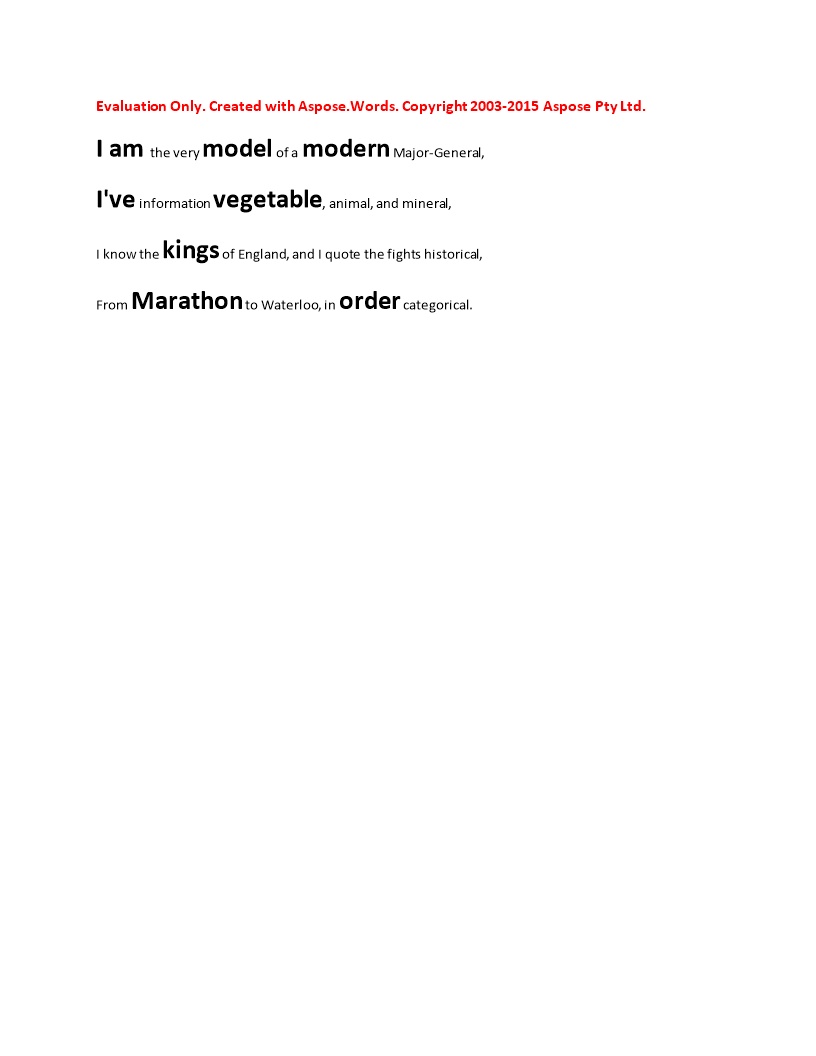 Evaluation Only. Created with Aspose.Words. Copyright 2003-2015 Aspose Pty Ltd.
I am the very model of a modern Major-General,
I've information vegetable, animal, and mineral,
I know the kings of England, and I quote the fights historical,
From Marathon to Waterloo, in order categorical.